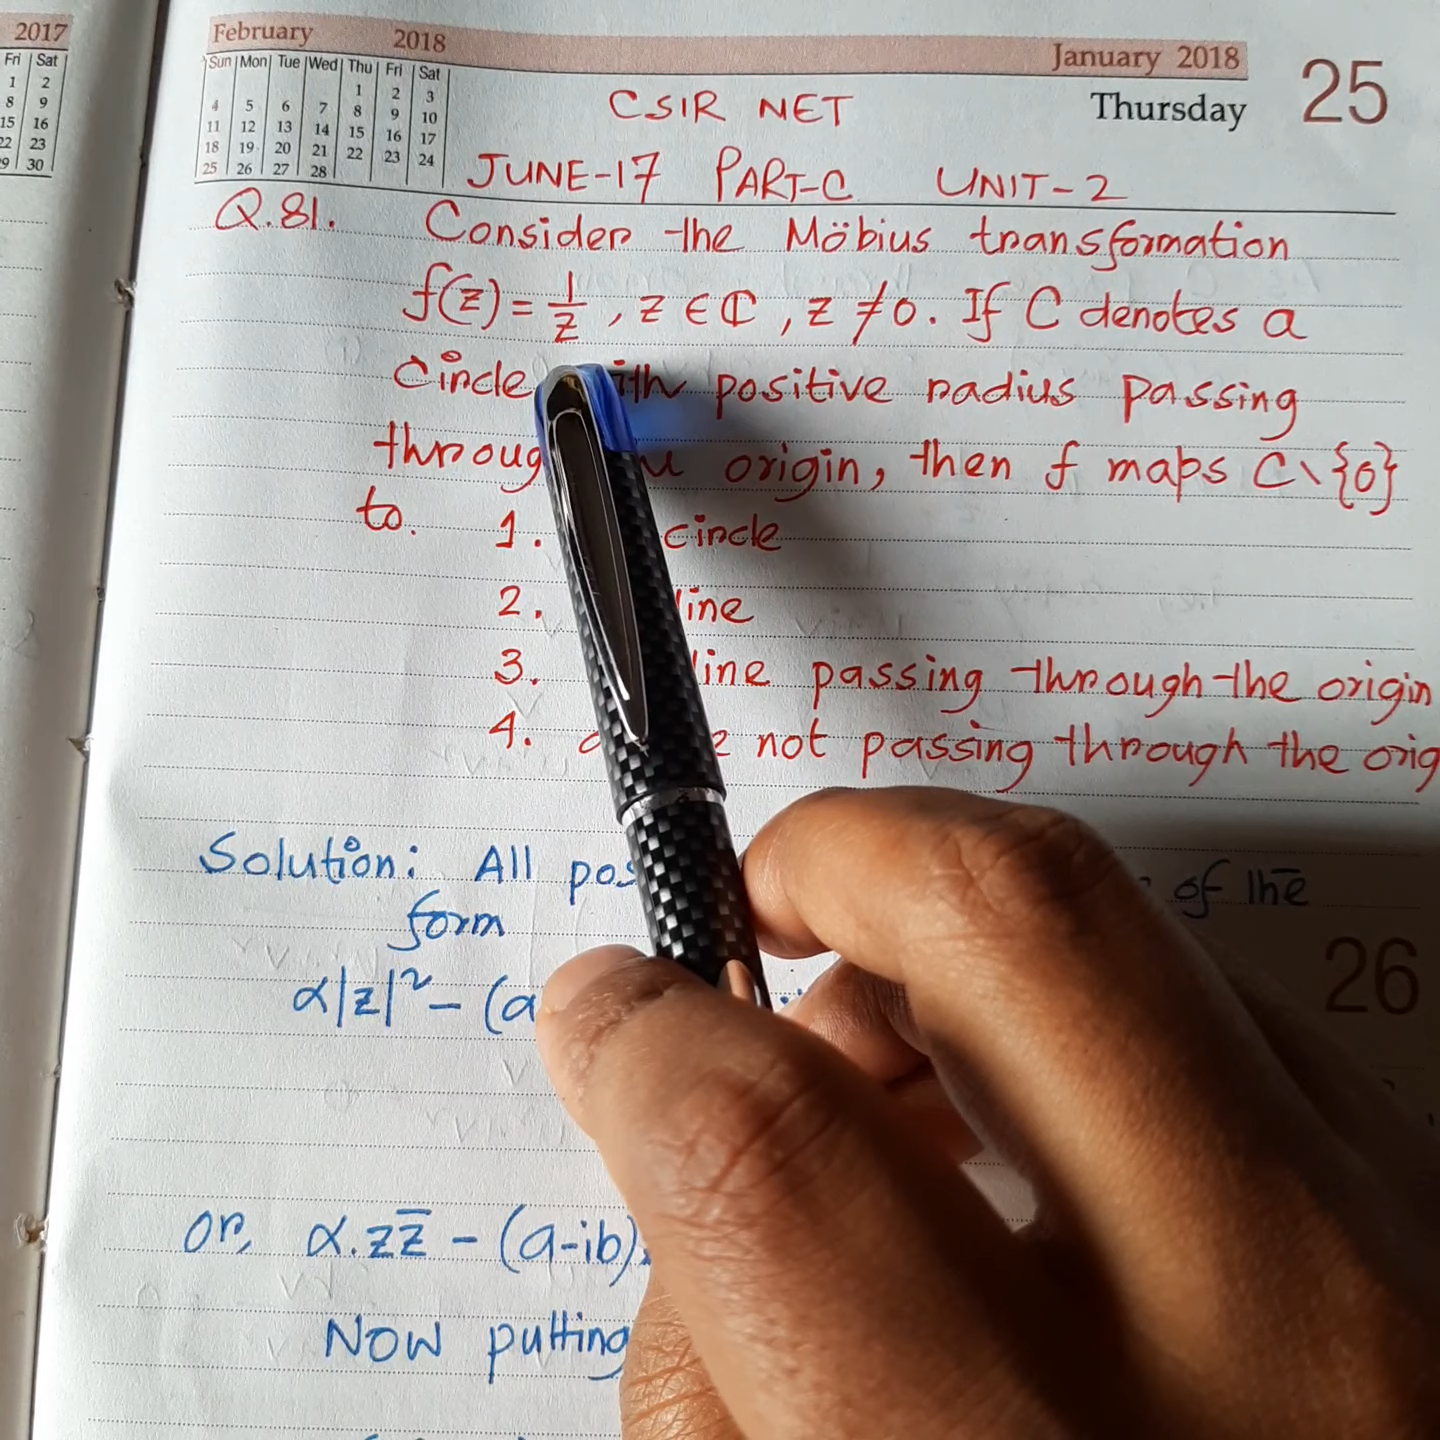 2017
Fri Sat
1 2
8 9
15 16
22 23
29 30
February 2018
Sun Mon Tue Wed Thu Fri Sat
1 2 3
4 5 6 7 8 9 10
11 12 13 14 15 16 17
18 19 20 21 22 23 24
25 26 27 28
January 2018
Thursday 25
CSIR NET
JUNE-17 PART-C UNIT-2
Q.81. Consider the Möbius transformation
f(z) = 1/z, z ∈ ℂ, z ≠ 0. If C denotes a
circle with positive radius passing
through origin, then f maps C\{0}
to. 1. circle
2. line
3. line passing through the origin
4. not passing through the orig
Solution: All of the
form
α|z|² - (a
26
or, α.zz̄ - (a-ib)
Now putting